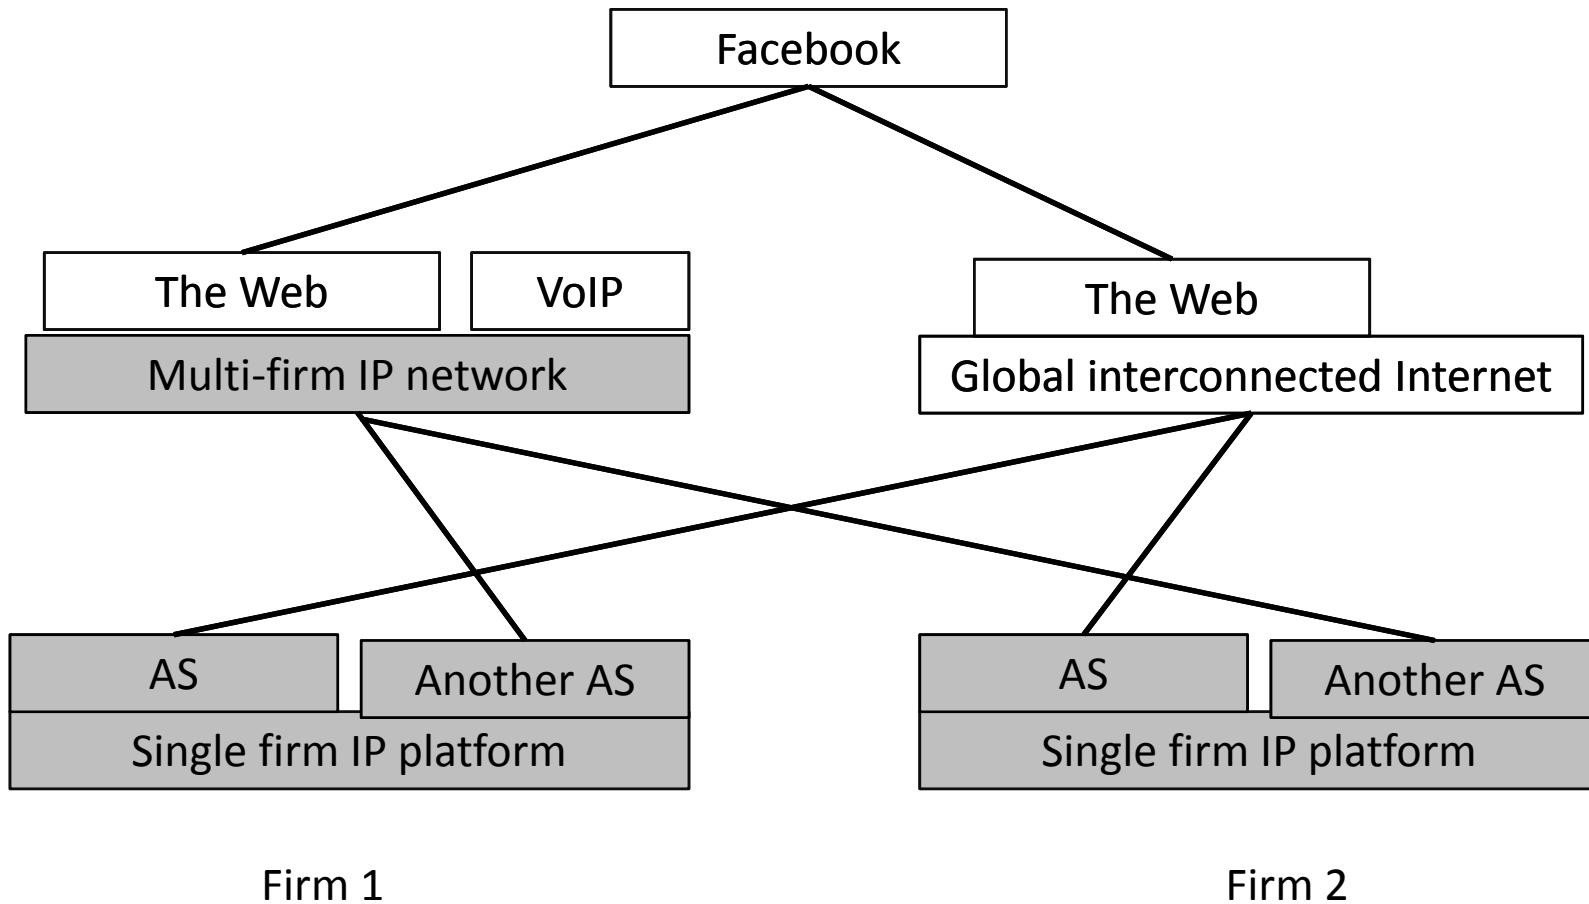 Facebook
The Web
VoIP
The Web
Multi-firm IP network
Global interconnected Internet
AS
Another AS
AS
Another AS
Single firm IP platform
Single firm IP platform
Firm 1
Firm 2